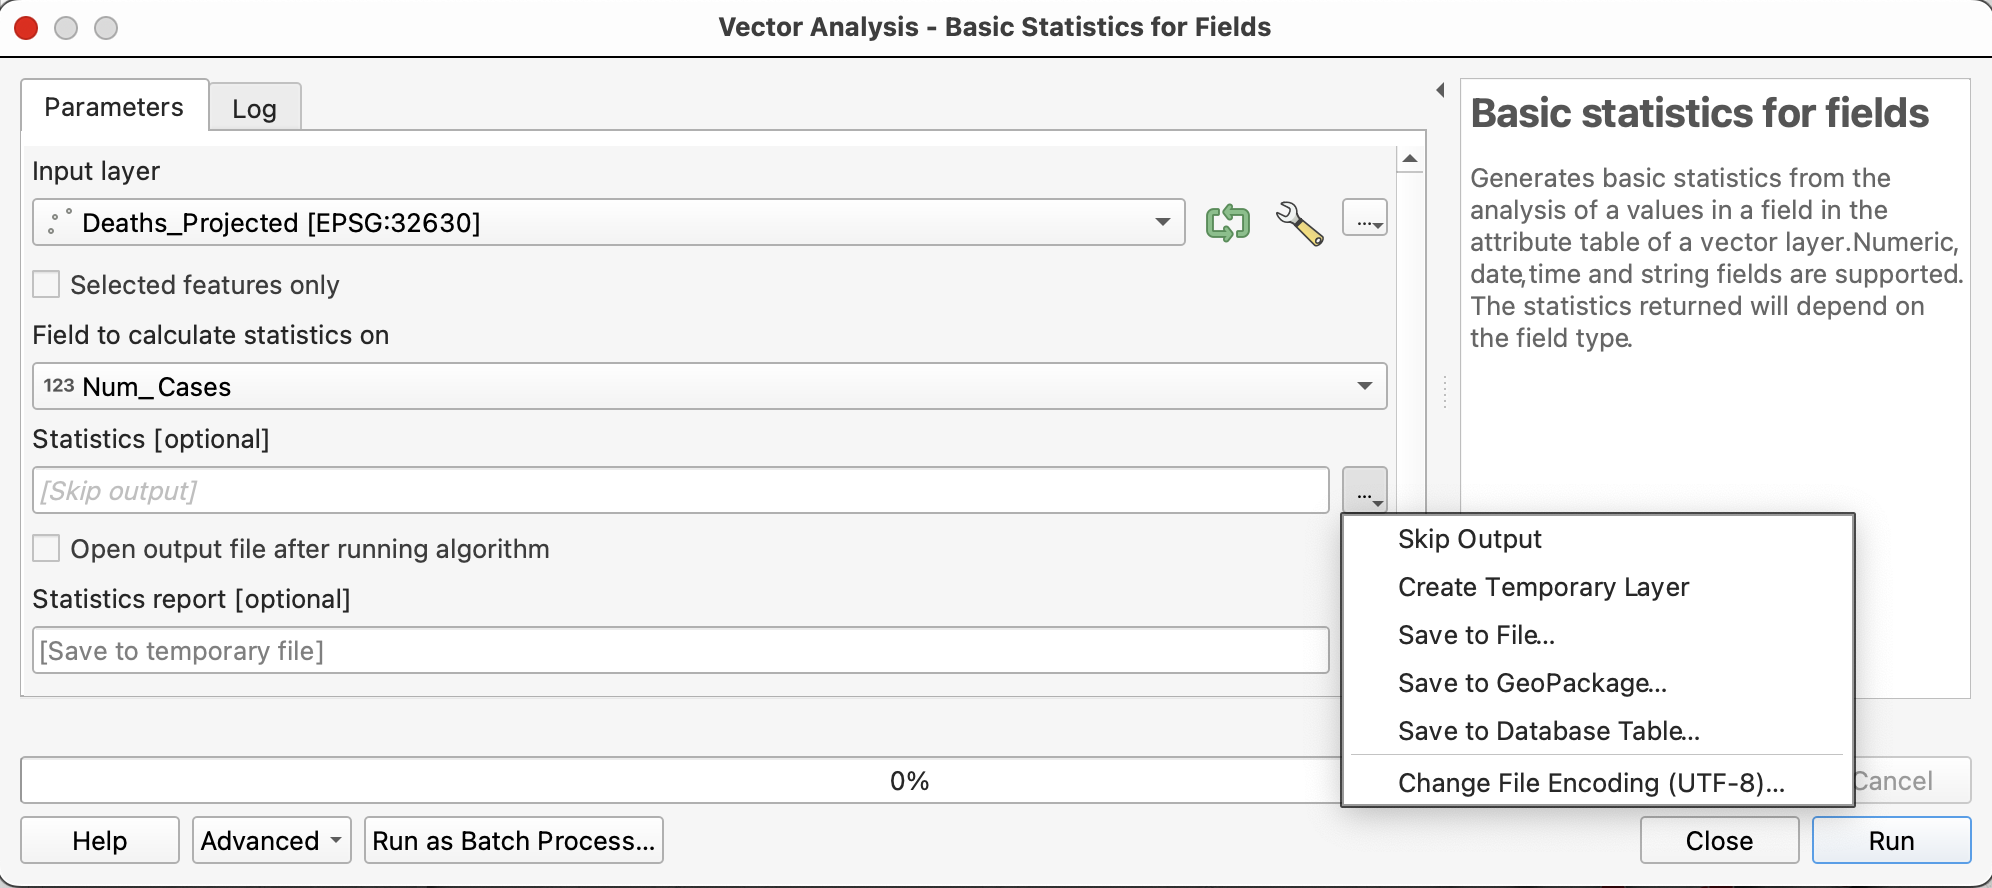 Vector Analysis - Basic Statistics for Fields
Parameters
Log
Input layer
Deaths_Projected [EPSG:32630]
...
Selected features only
Field to calculate statistics on
123 Num_Cases
Statistics [optional]
[Skip output]
...
Open output file after running algorithm
Statistics report [optional]
[Save to temporary file]
Basic statistics for fields
Generates basic statistics from the
analysis of a values in a field in the
attribute table of a vector layer.Numeric,
date,time and string fields are supported.
The statistics returned will depend on
the field type.
Skip Output
Create Temporary Layer
Save to File...
Save to GeoPackage...
Save to Database Table...
Change File Encoding (UTF-8)...
0%
Cancel
Help
Advanced
Run as Batch Process...
Close
Run